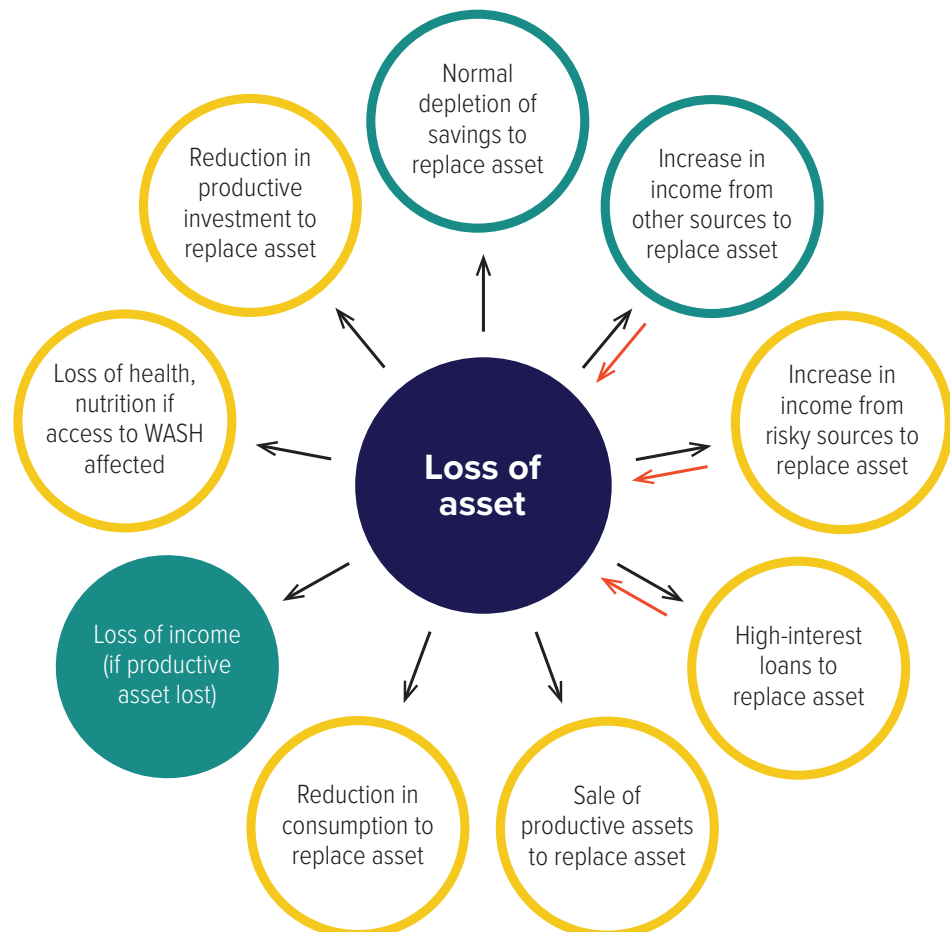 Normal
depletion of
savings to
replace asset
Increase in
income from
other sources to
replace asset
Increase in
income from
risky sources to
replace asset
High-interest
loans to
replace asset
Sale of
productive assets
to replace asset
Reduction in
consumption to
replace asset
Loss of income
(if productive
asset lost)
Loss of health,
nutrition if
access to WASH
affected
Reduction in
productive
investment to
replace asset
Loss of
asset